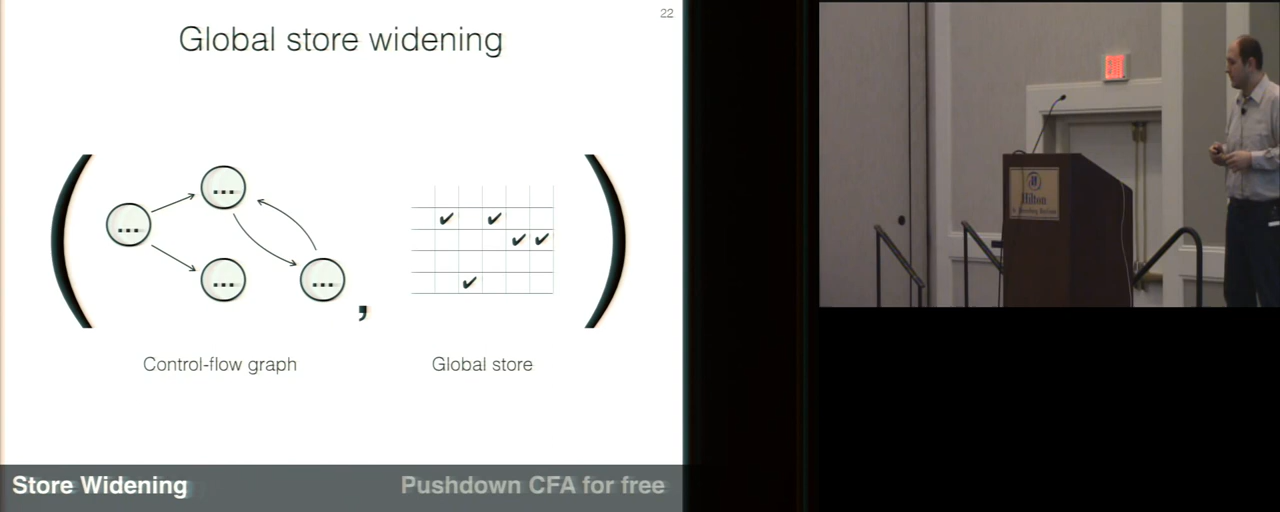 22
Global store widening
... ... ... ...
,
Control-flow graph
Global store
Store Widening
Pushdown CFA for free
Hilton